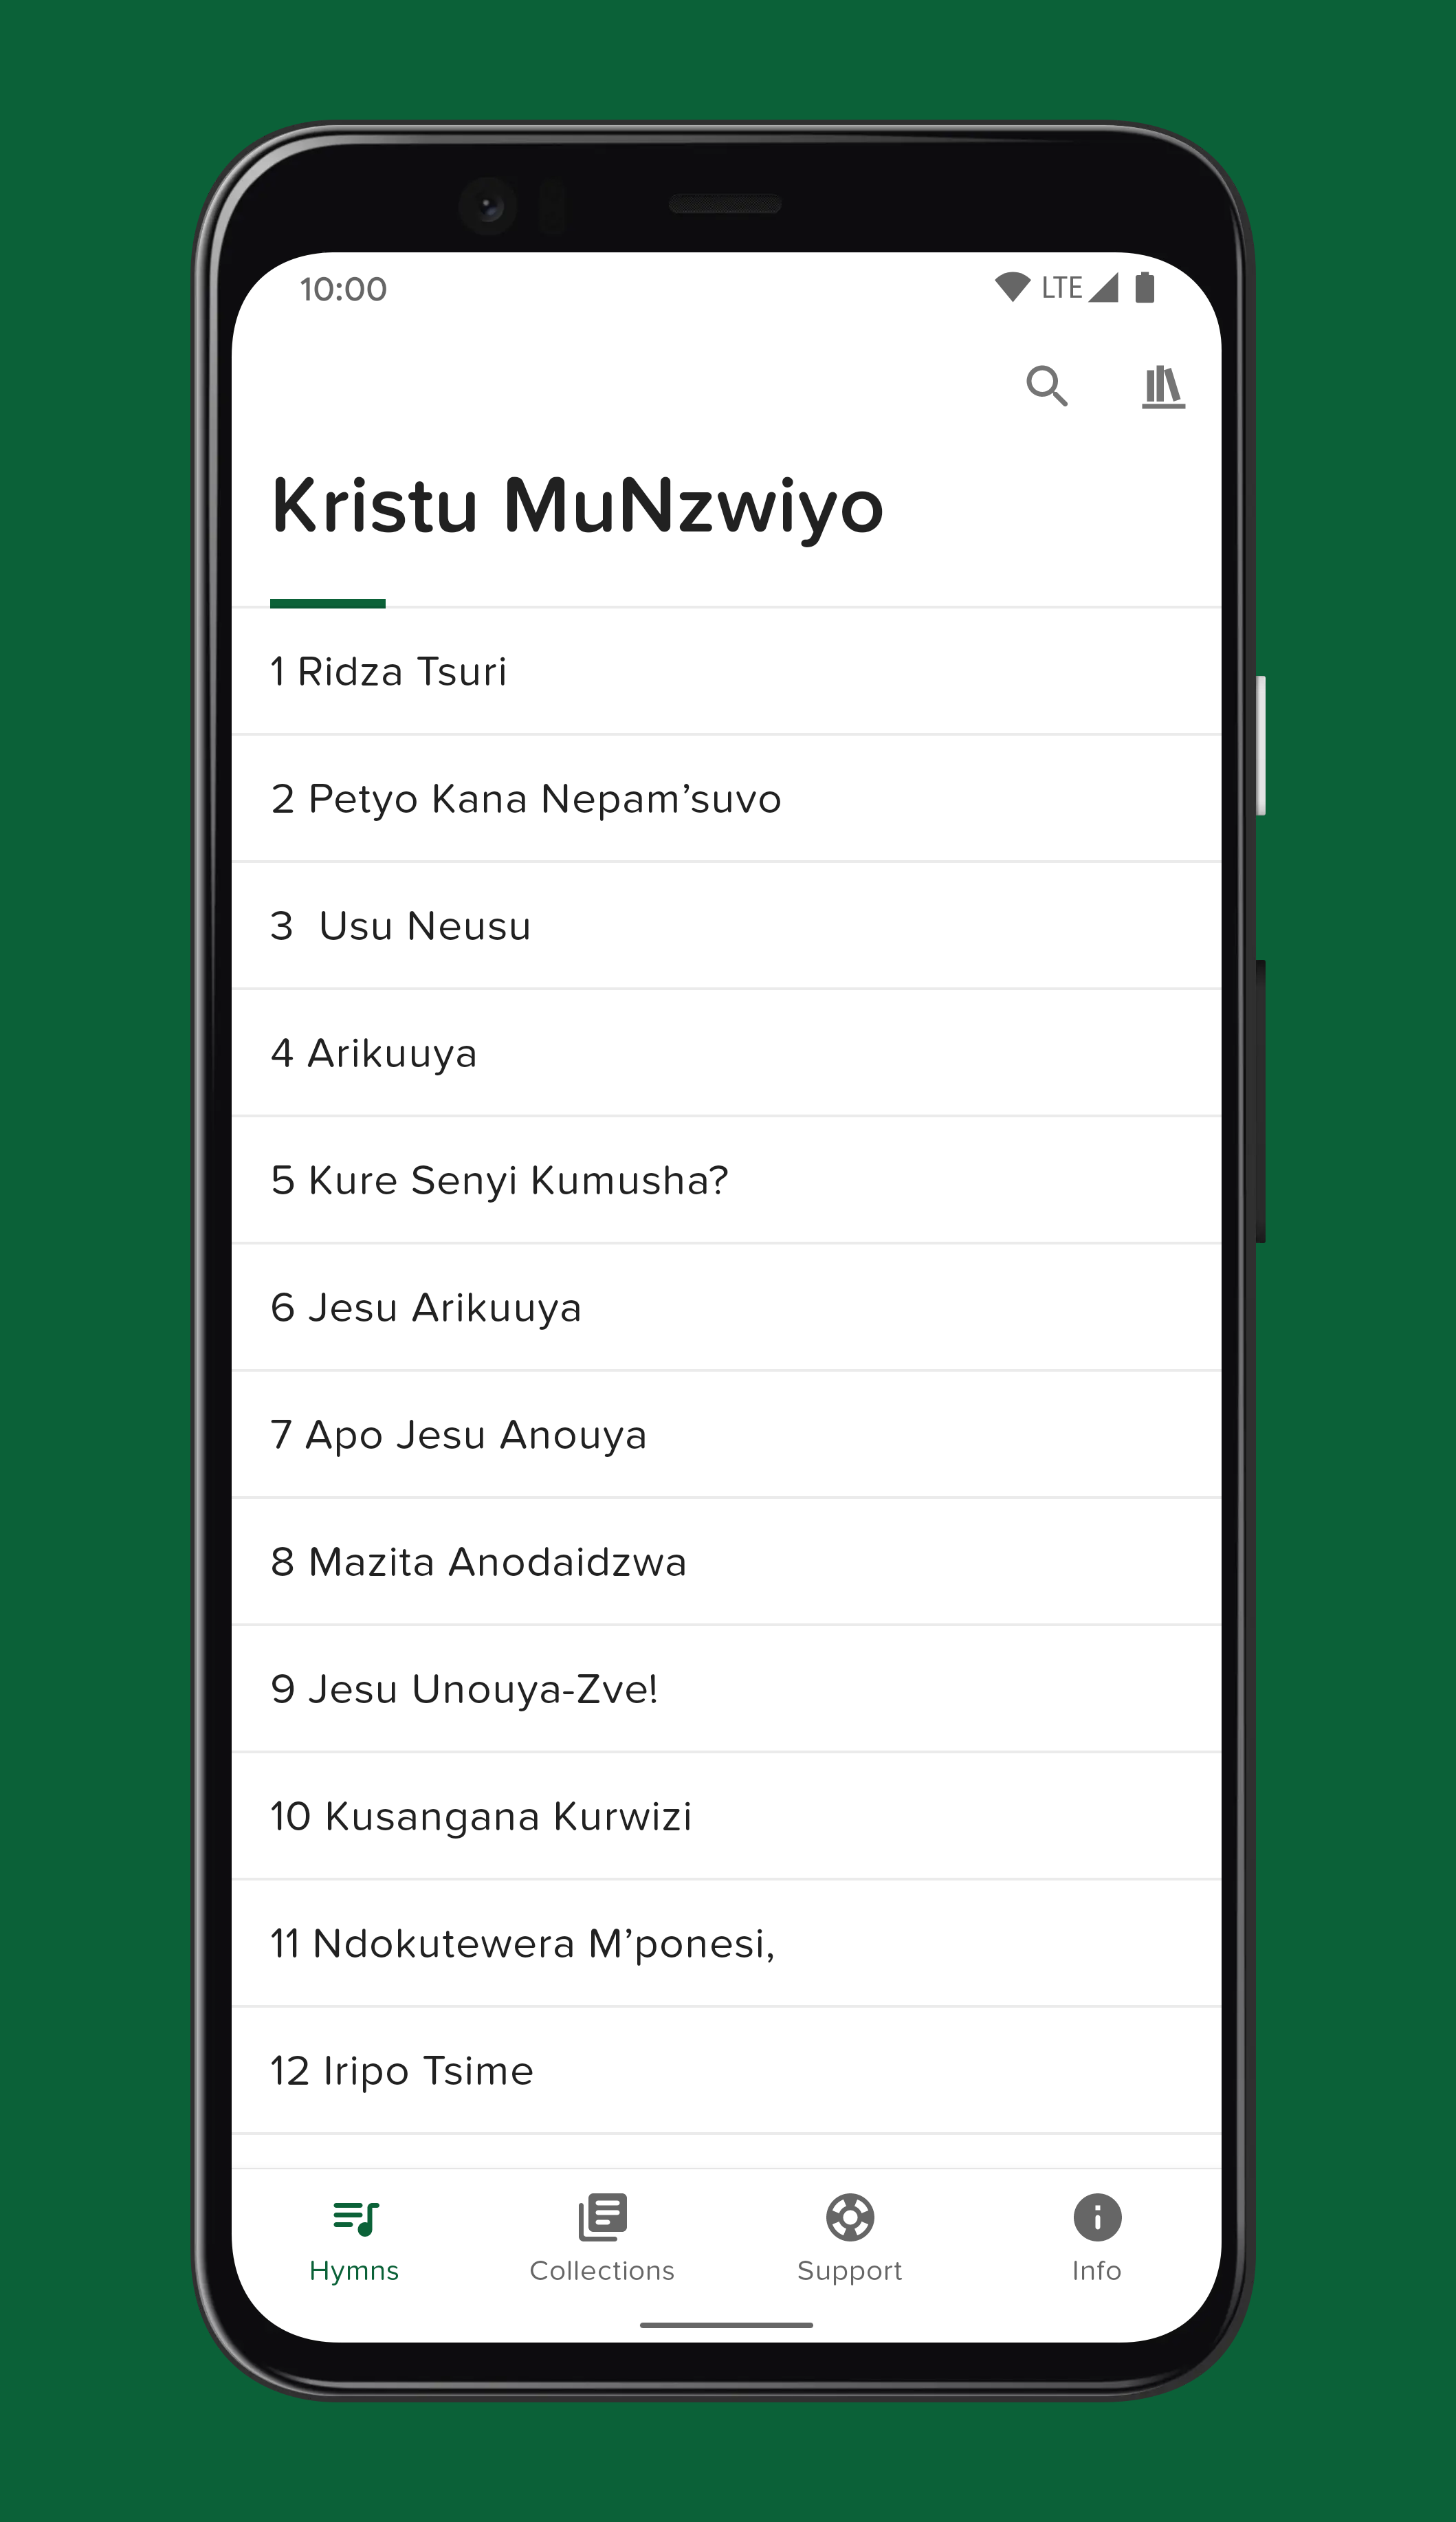 10:00 LTE
Kristu MuNzwiyo
1 Ridza Tsuri
2 Petyo Kana Nepam’suvo
3  Usu Neusu
4 Arikuuya
5 Kure Senyi Kumusha?
6 Jesu Arikuuya
7 Apo Jesu Anouya
8 Mazita Anodaidzwa
9 Jesu Unouya-Zve!
10 Kusangana Kurwizi
11 Ndokutewera M’ponesi,
12 Iripo Tsime
Hymns Collections Support Info